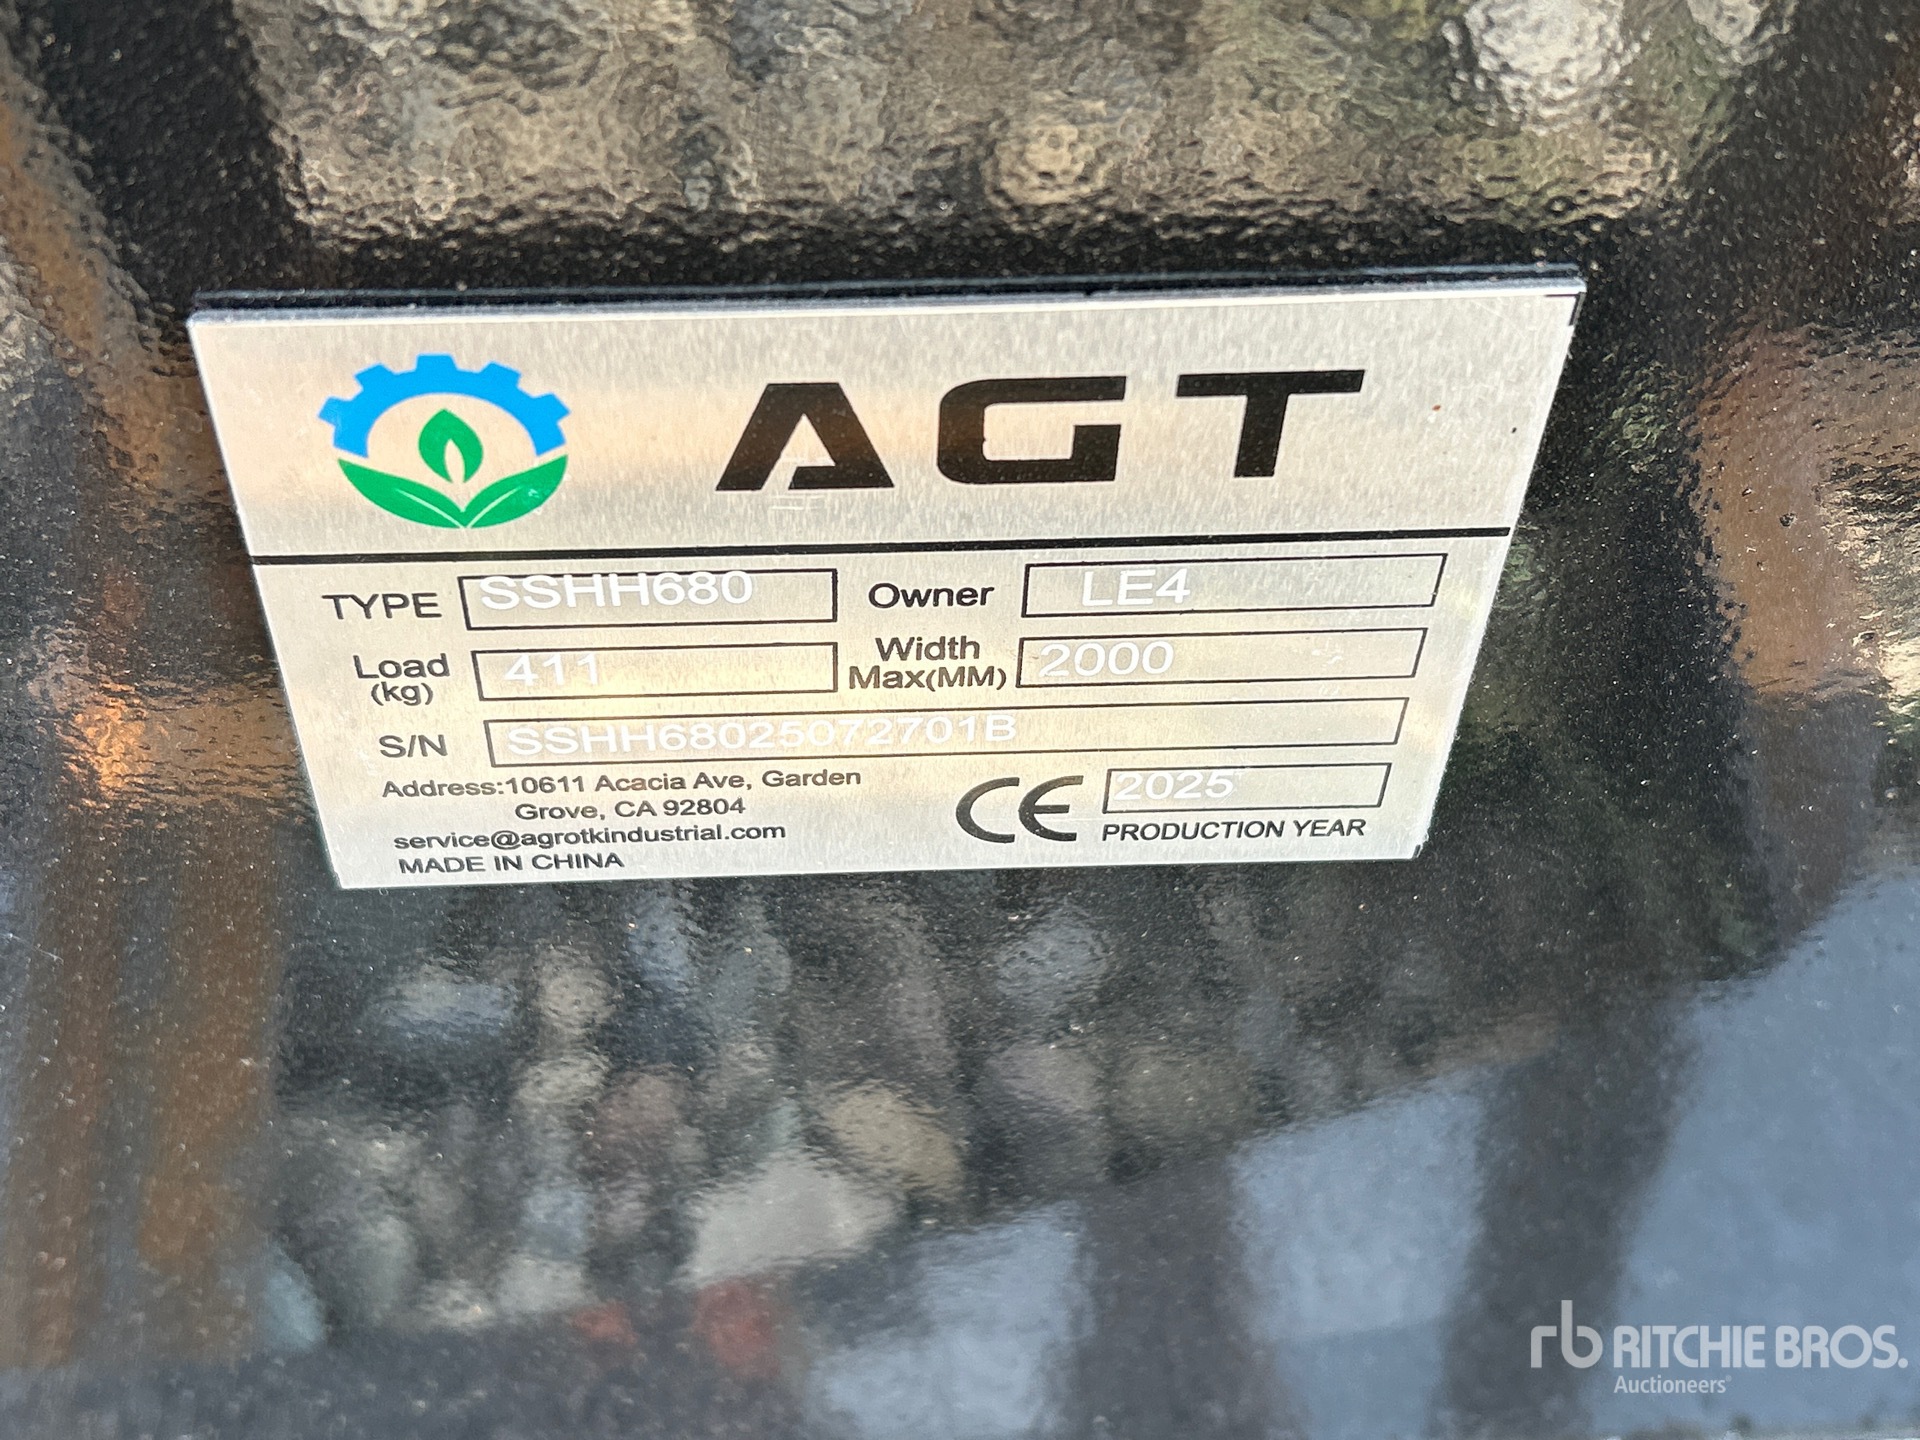 AGT
TYPE SSHH680 Owner LE4
Load (kg) 411 Width Max(MM) 2000
S/N SSHH68025072701B
Address:10611 Acacia Ave, Garden
Grove, CA 92804
service@agrotkindustrial.com
MADE IN CHINA
CE 2025
PRODUCTION YEAR
rb RITCHIE BROS.
Auctioneers